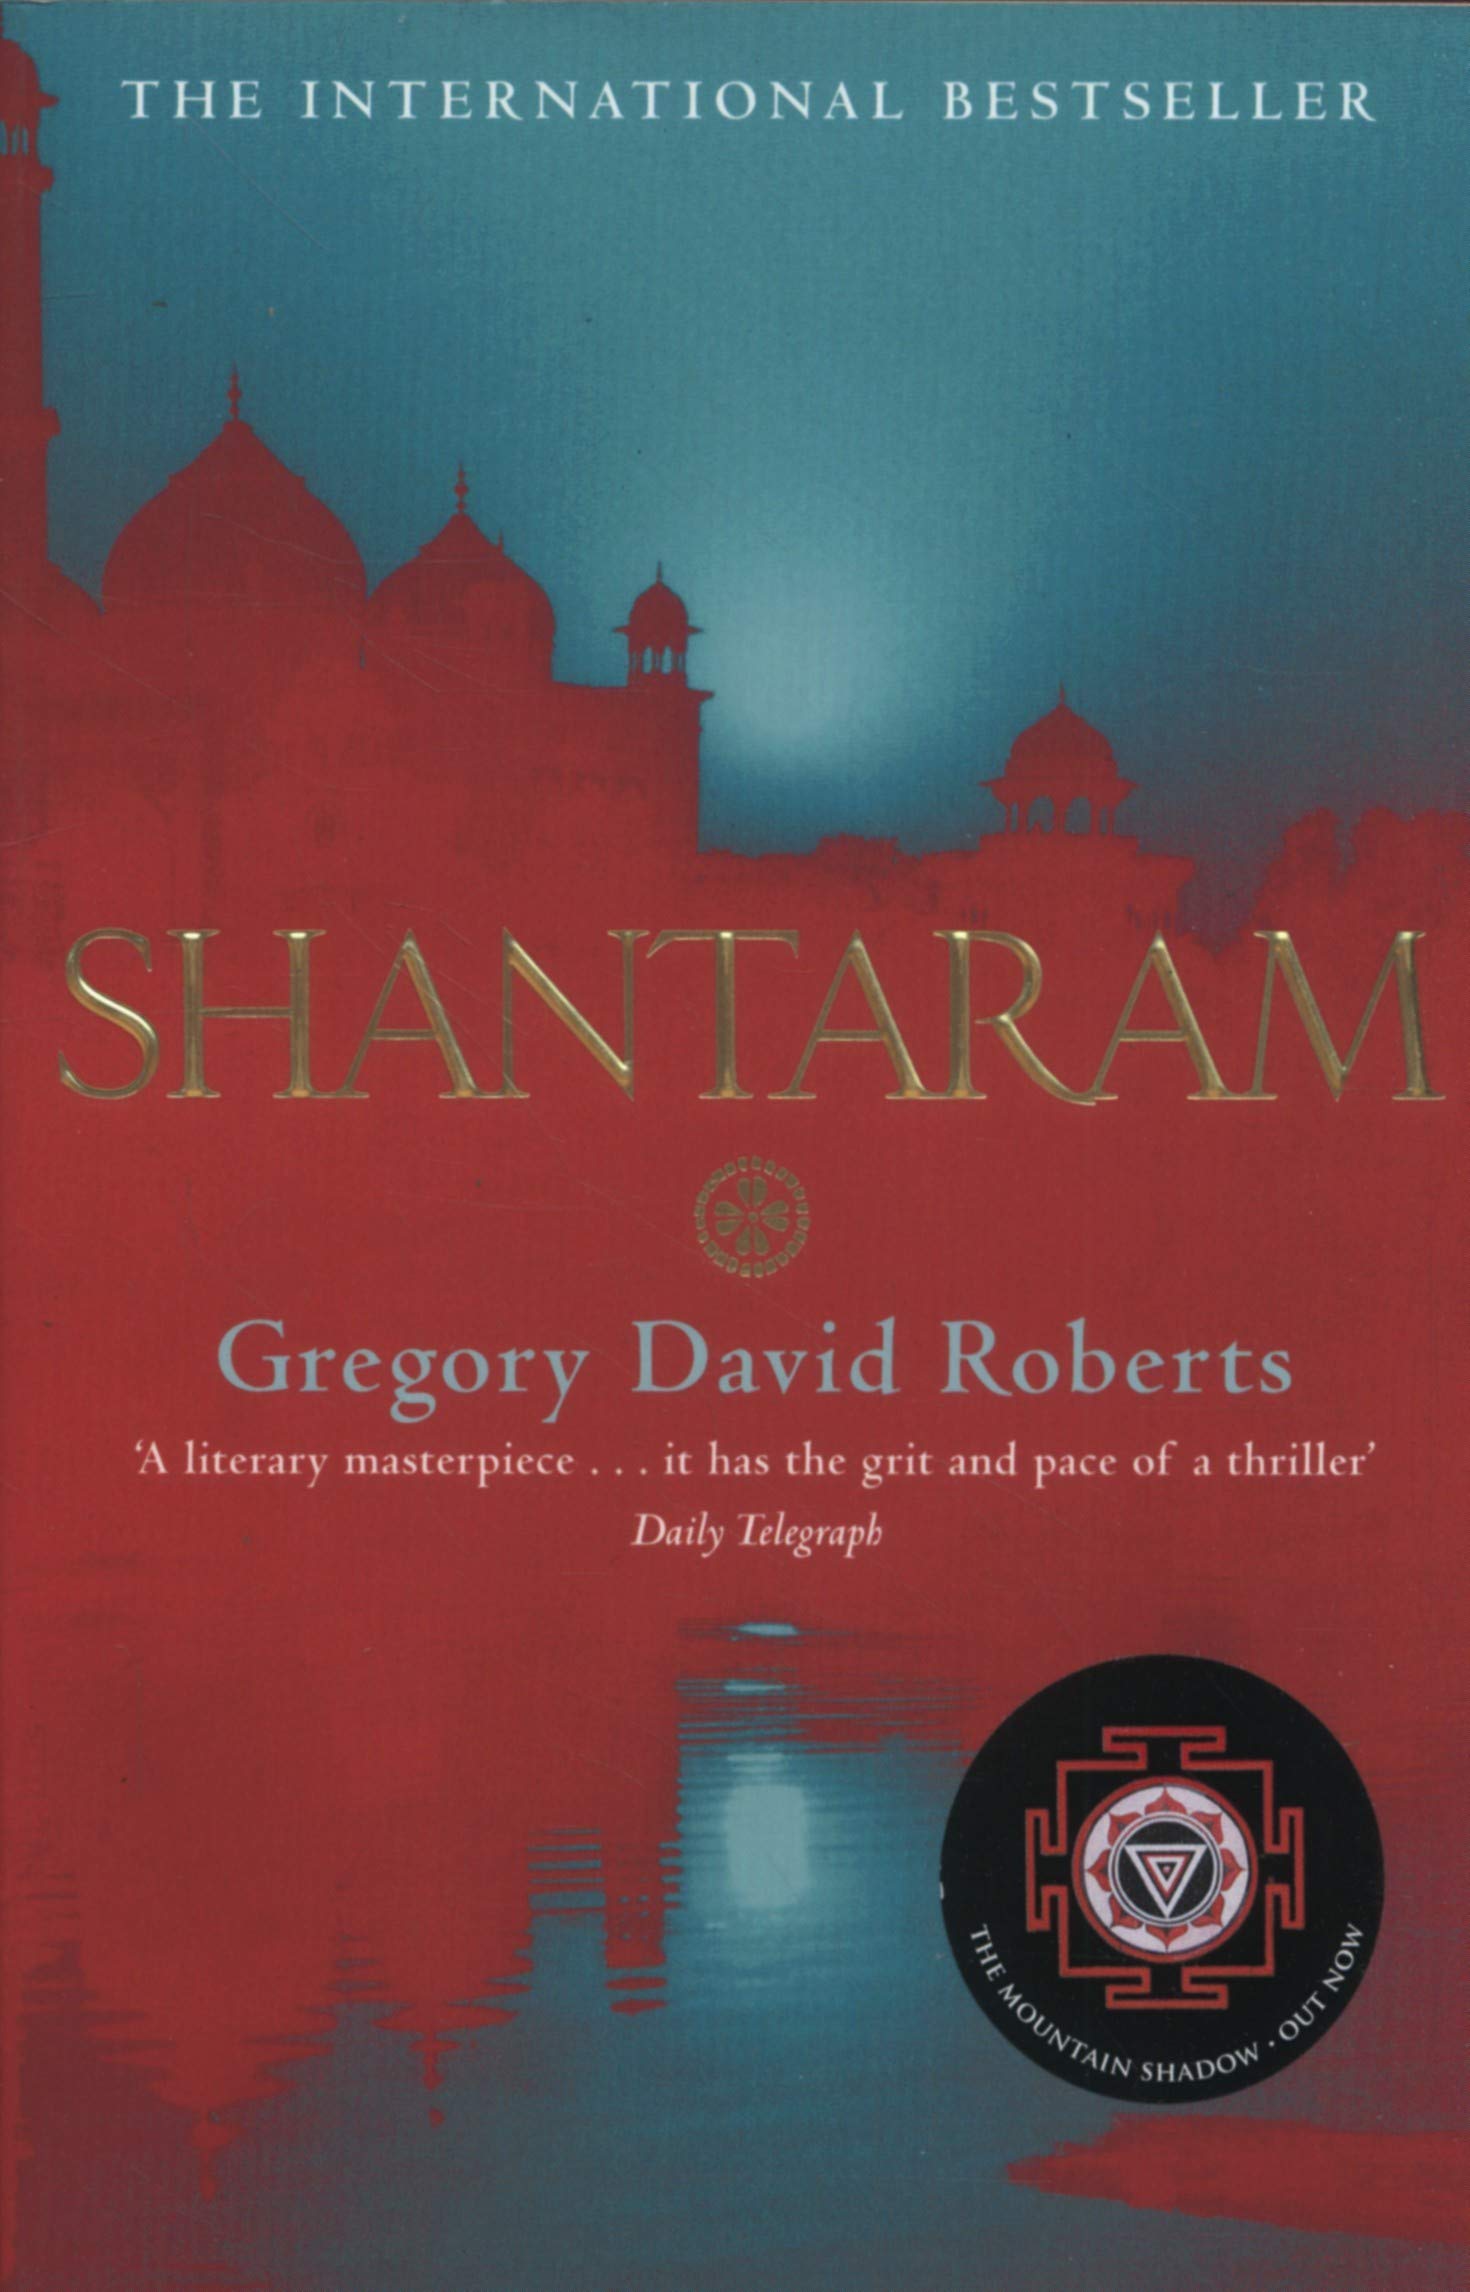 THE INTERNATIONAL BESTSELLER
SHANTARAM
Gregory David Roberts
‘A literary masterpiece . . . it has the grit and pace of a thriller’
Daily Telegraph
THE MOUNTAIN SHADOW · OUT NOW